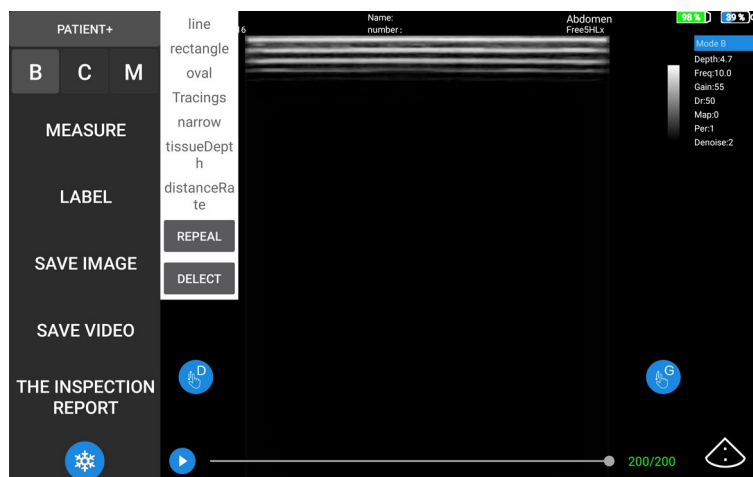 PATIENT+
B C M
MEASURE
LABEL
SAVE IMAGE
SAVE VIDEO
THE INSPECTION
REPORT
line
rectangle
oval
Tracings
narrow
tissueDept
h
distanceRa
te
REPEAL
DELECT
16
Name:
number:
Abdomen
Free5HLx
98 %
39 %
Mode B
Depth:4.7
Freq:10.0
Gain:55
Dr:50
Map:0
Per:1
Denoise:2
D
G
200/200